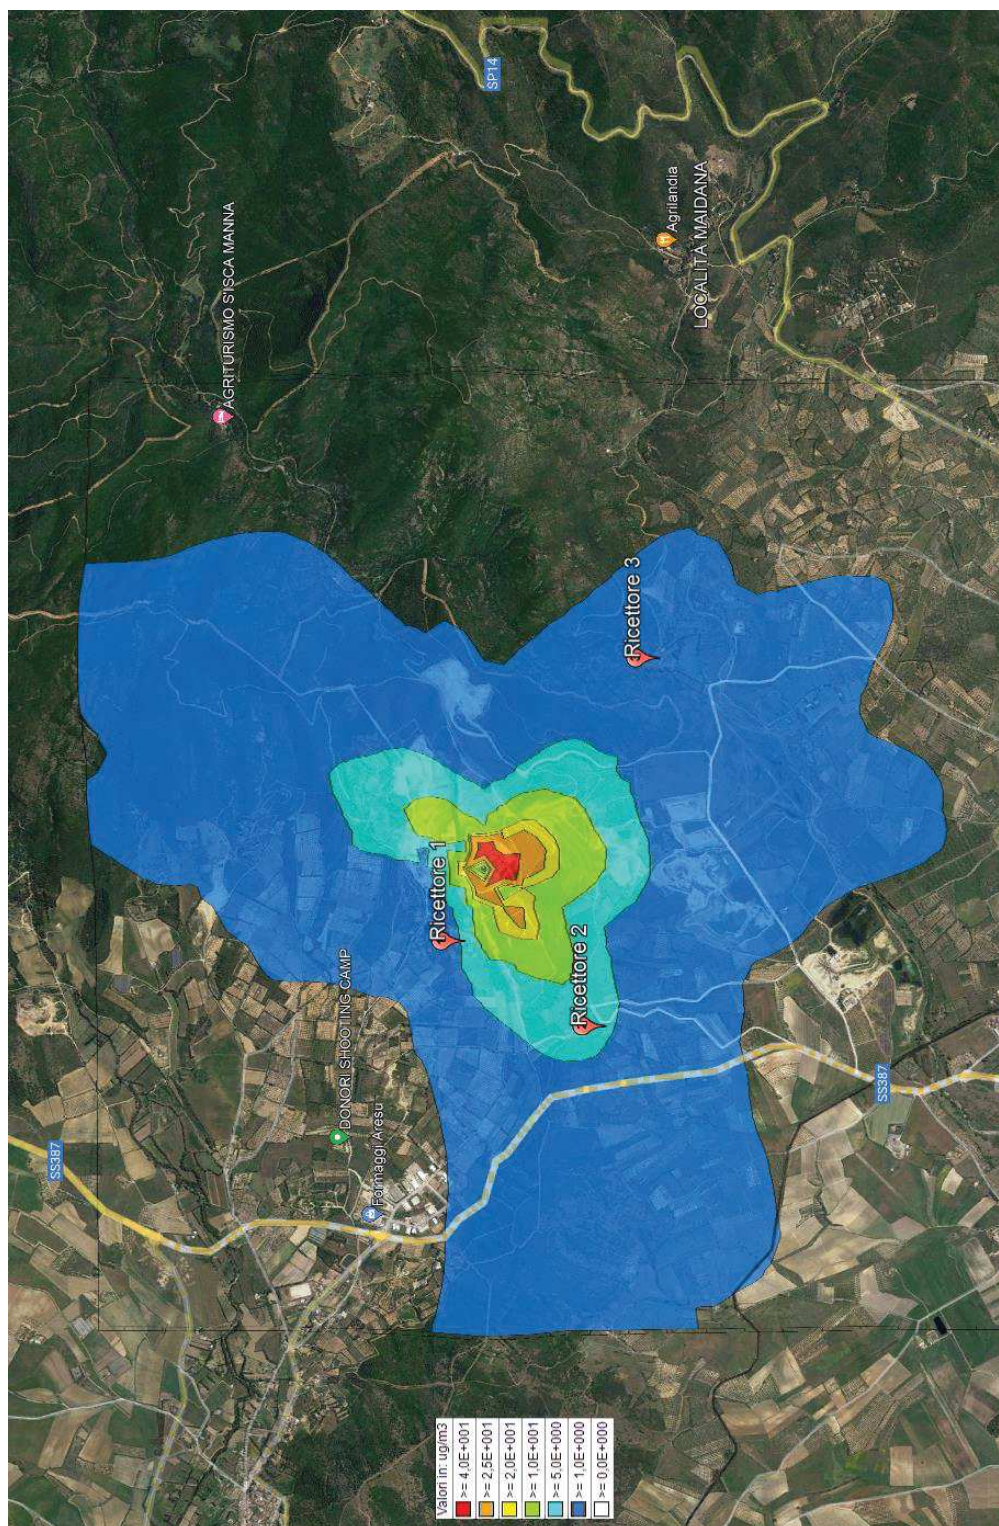 SS387
AGRITURISMO S'ISCA MANNA
DONORI SHOOTING CAMP
Formaggi Aresu
Ricettore 1
SP14
Valori in: ug/m3
>= 4,0E+001
>= 2,5E+001
>= 2,0E+001
>= 1,0E+001
>= 5,0E+000
>= 1,0E+000
>= 0,0E+000
Ricettore 2
Ricettore 3
Agrilandia
LOCALITÀ MAIDANA
SS387